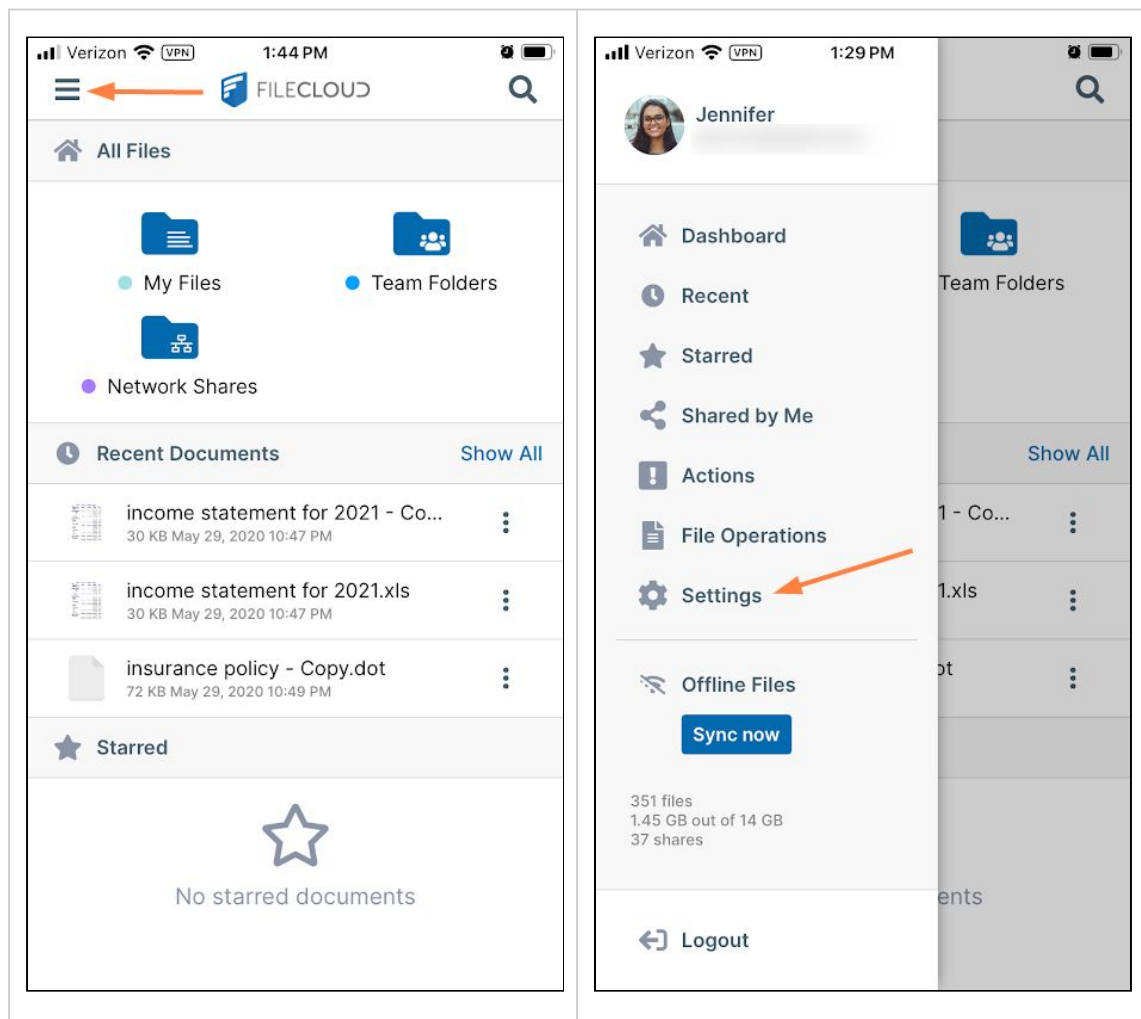 Verizon VPN 1:44 PM
FILECLOUD
All Files
My Files
Team Folders
Network Shares
Recent Documents Show All
income statement for 2021 - Co...
30 KB May 29, 2020 10:47 PM
income statement for 2021.xls
30 KB May 29, 2020 10:47 PM
insurance policy - Copy.dot
72 KB May 29, 2020 10:49 PM
Starred
No starred documents
Verizon VPN 1:29 PM
Jennifer
Dashboard
Recent
Starred
Shared by Me
Actions
File Operations
Settings
Offline Files
Sync now
351 files
1.45 GB out of 14 GB
37 shares
Logout
Team Folders
Show All
1 - Co...
1.xls
ot
ents